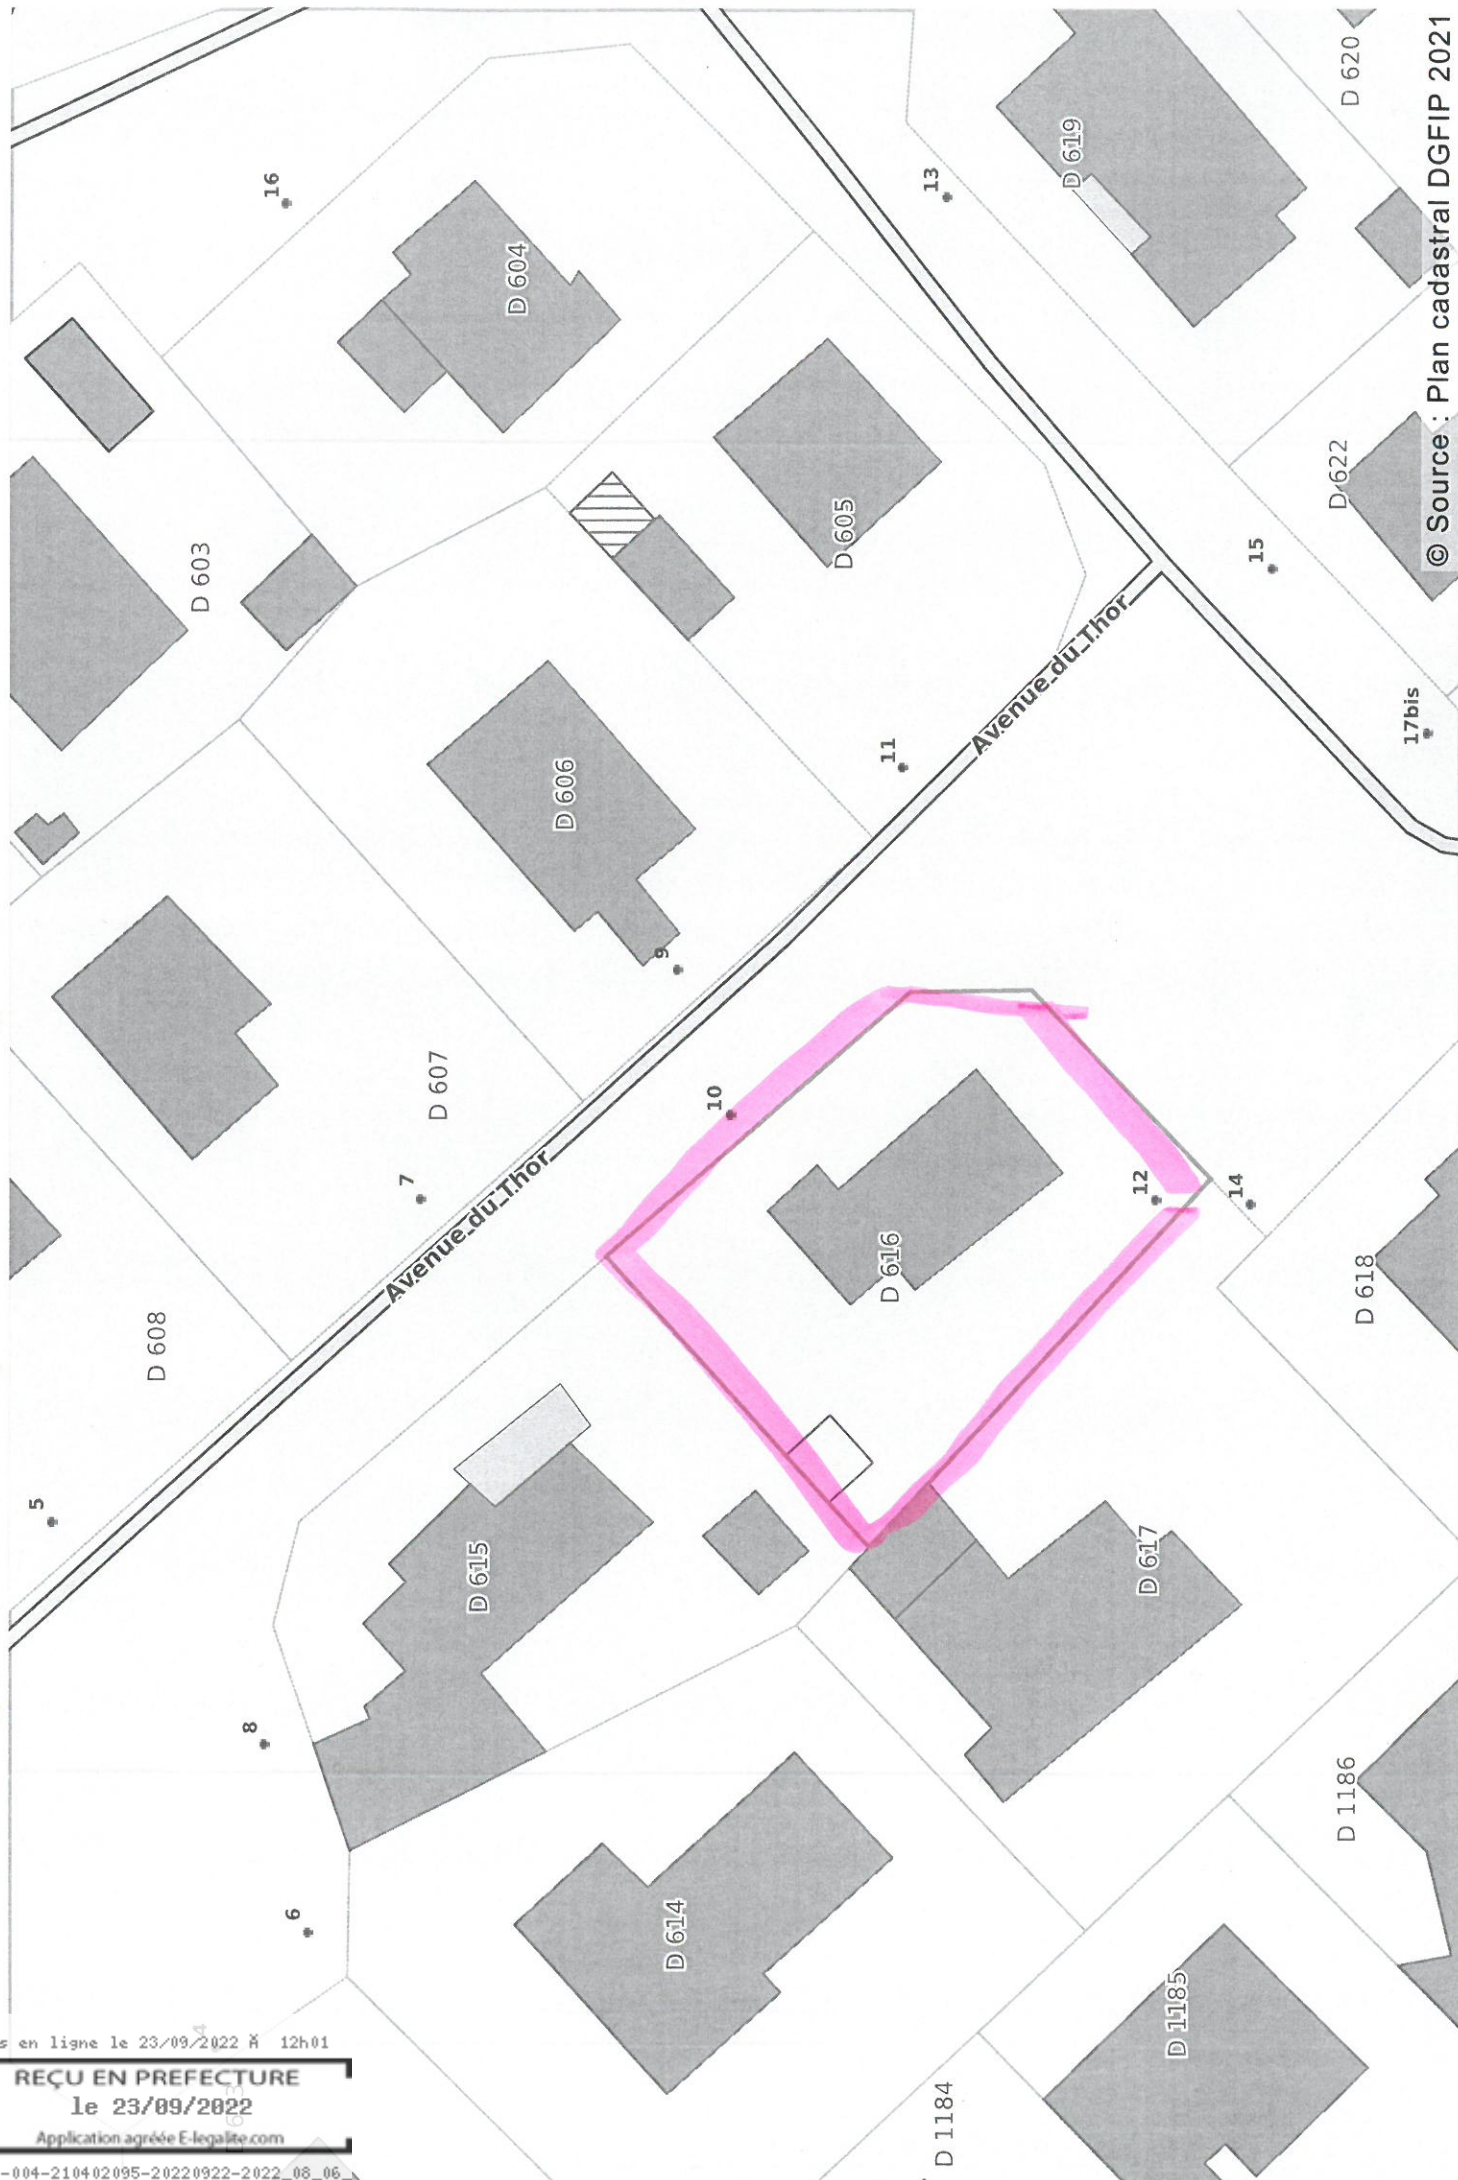 16
D 604
13
D 619
D 620
© Source : Plan cadastral DGFIP 2021
D 603
D 605
D 622
15
D 606
11
Avenue du Thor
17bis
9
D 607
10
7
Avenue du Thor
12
14
D 616
D 618
D 608
5
D 615
D 617
8
D 1186
6
D 614
D 1185
D 1184
s en ligne le 23/09/2022 Ã 12h01
REÇU EN PREFECTURE
le 23/09/2022
Application agréée E-legalite.com
-004-210402095-20220922-2022_08_06_